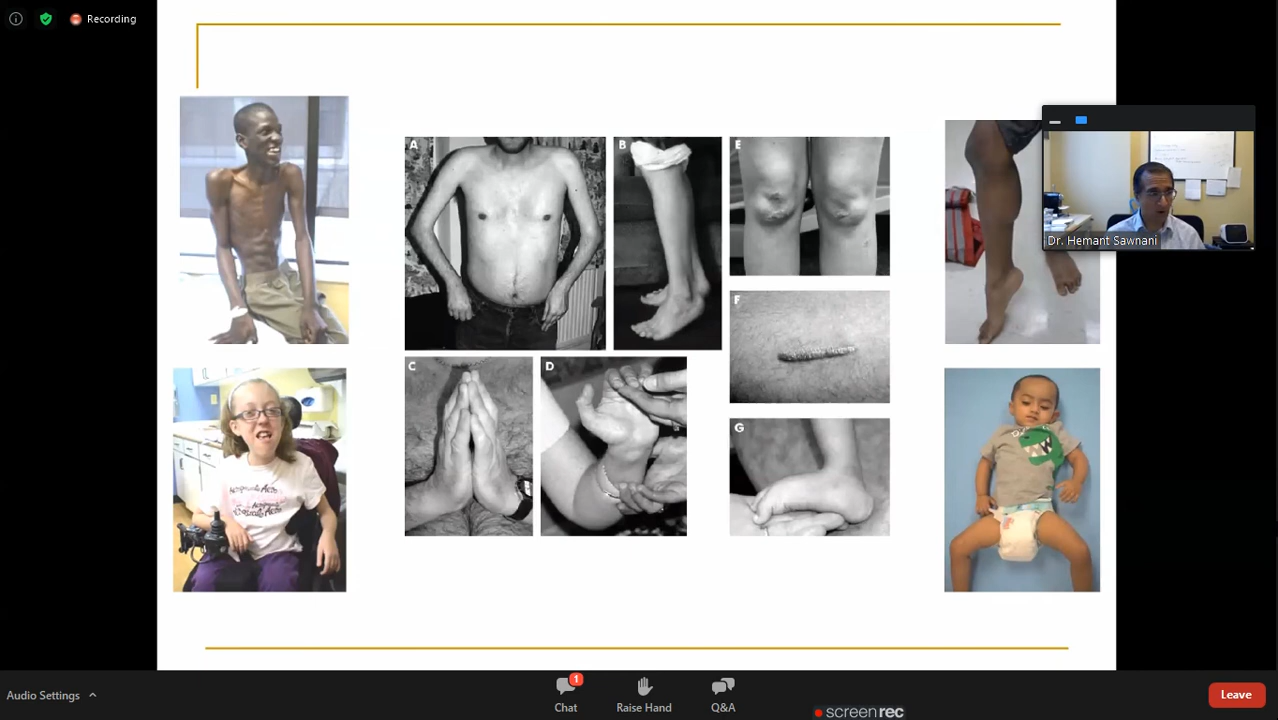 Recording
A
B
E
Dr. Hemant Sawnani
F
C
D
G
Audio Settings
1
Chat
Raise Hand
Q&A
Leave
screenrec